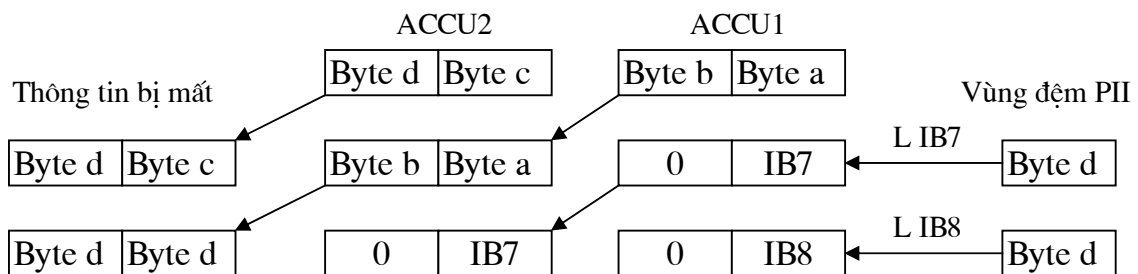 ACCU2 ACCU1
Byte d Byte c Byte b Byte a
Thông tin bị mất Vùng đệm PII
L IB7
Byte d Byte c Byte b Byte a 0 IB7 Byte d
L IB8
Byte d Byte d 0 IB7 0 IB8 Byte d